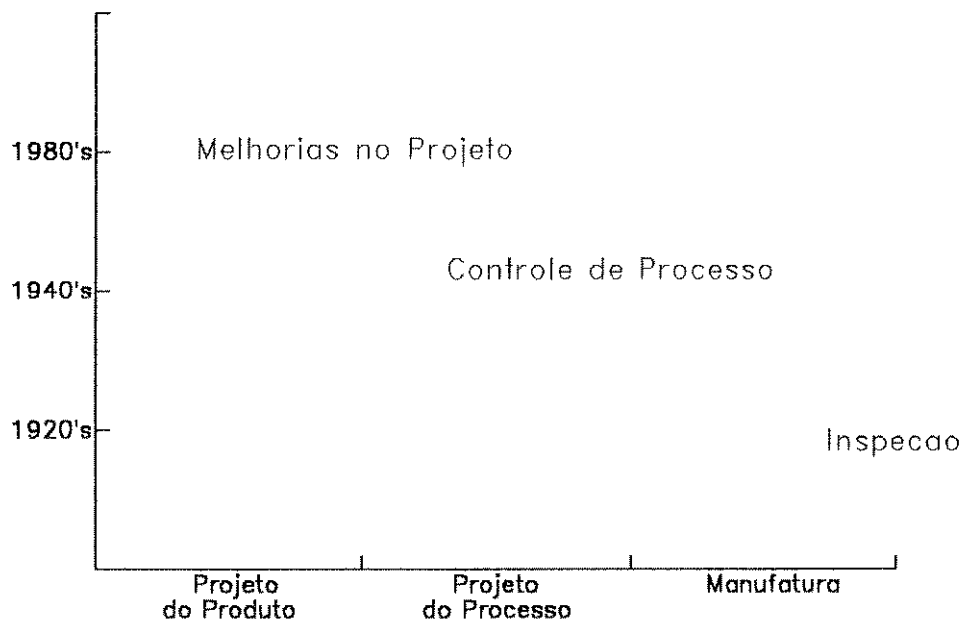 1980's
Melhorias no Projeto
Controle de Processo
1940's
1920's
Inspecao
Projeto
do Produto
Projeto
do Processo
Manufatura